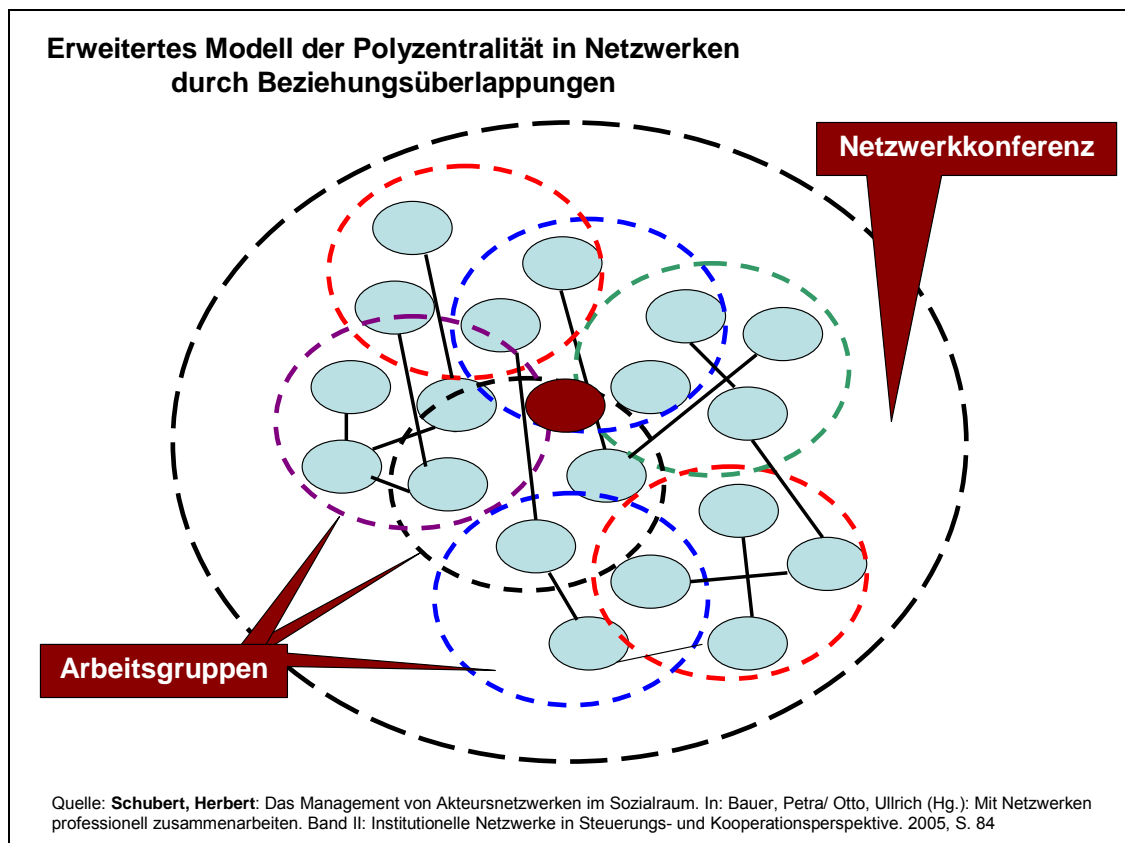 Erweitertes Modell der Polyzentralität in Netzwerken
durch Beziehungsüberlappungen
Netzwerkkonferenz
Arbeitsgruppen
Quelle: Schubert, Herbert: Das Management von Akteursnetzwerken im Sozialraum. In: Bauer, Petra/ Otto, Ullrich (Hg.): Mit Netzwerken
professionell zusammenarbeiten. Band II: Institutionelle Netzwerke in Steuerungs- und Kooperationsperspektive. 2005, S. 84